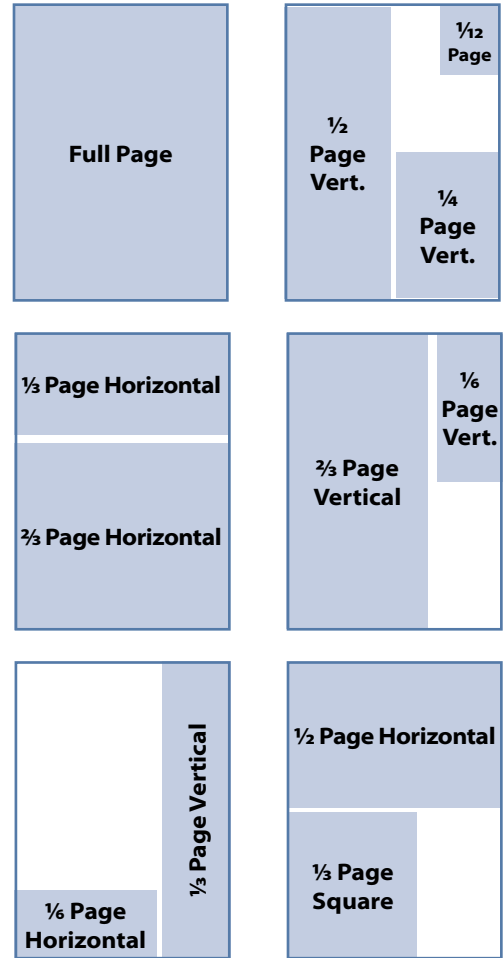 Full Page
½
Page
Vert.
¹⁄₁₂
Page
¼
Page
Vert.
⅓ Page Horizontal
⅔ Page Horizontal
⅔ Page
Vertical
⅙
Page
Vert.
⅙ Page
Horizontal
⅓ Page Vertical
½ Page Horizontal
⅓ Page
Square